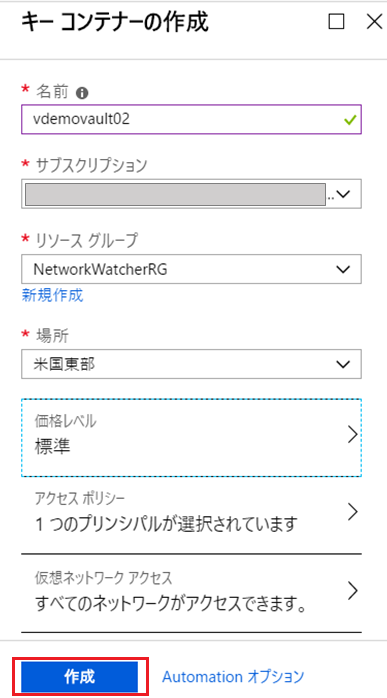 キー コンテナーの作成
* 名前
vdemovault02
* サブスクリプション
..
* リソース グループ
NetworkWatcherRG
新規作成
* 場所
米国東部
価格レベル
標準
アクセス ポリシー
1 つのプリンシパルが選択されています
仮想ネットワーク アクセス
すべてのネットワークがアクセスできます。
作成 Automation オプション